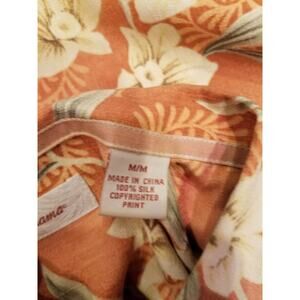 M/M
MADE IN CHINA
100% SILK
COPYRIGHTED
PRINT